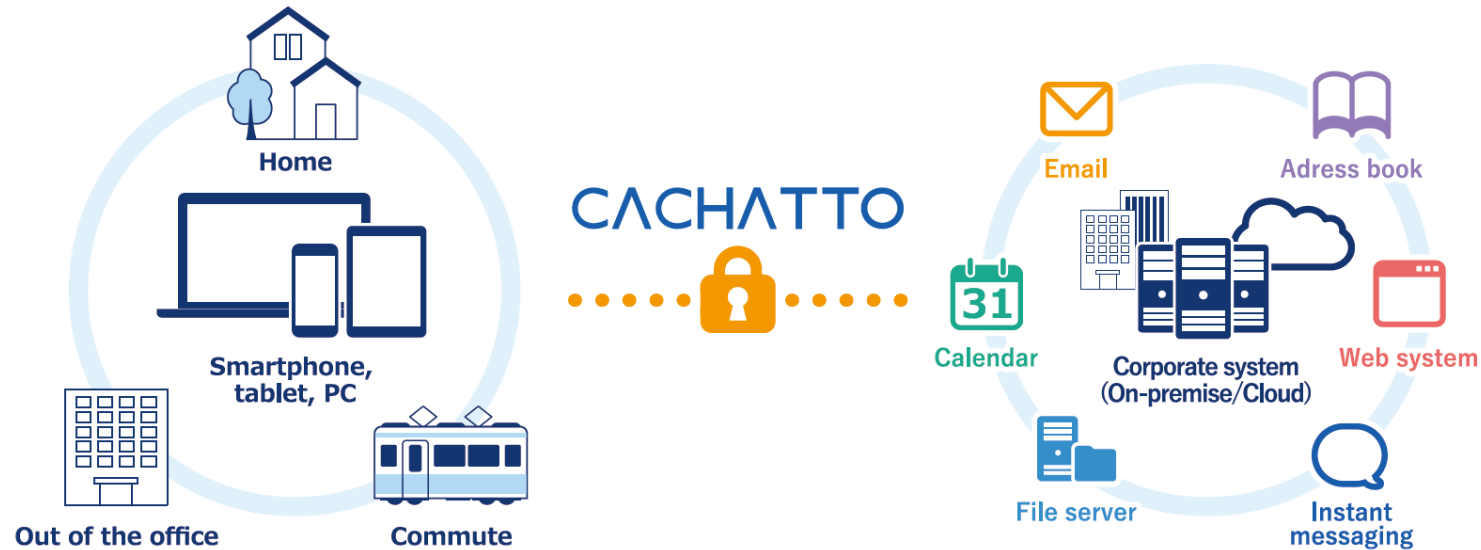 Home
Smartphone,
tablet, PC
Out of the office
Commute
CACHATTO
Email
Adress book
31
Calendar
Corporate system
(On-premise/Cloud)
Web system
File server
Instant
messaging